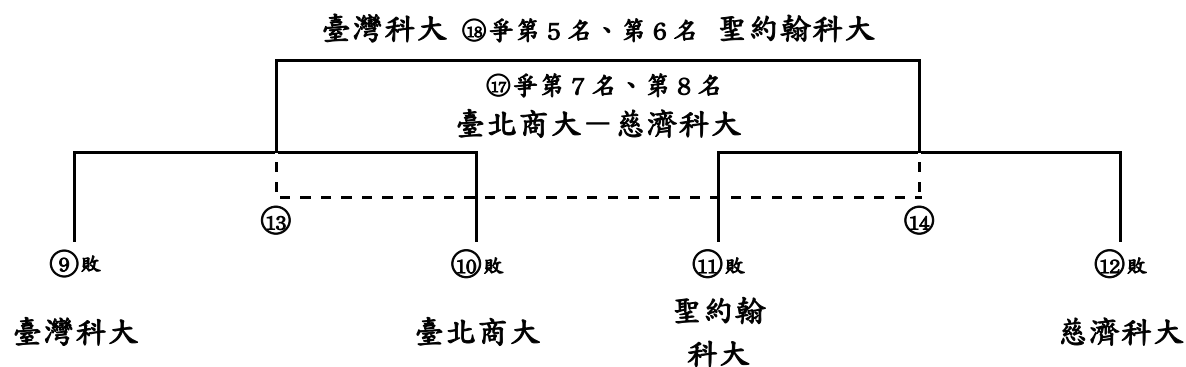 臺灣科大 ⑱爭第5名、第6名 聖約翰科大
⑰爭第7名、第8名
臺北商大－慈濟科大
⑬ ⑭
⑨敗 ⑩敗 ⑪敗 ⑫敗
臺灣科大 臺北商大 聖約翰 慈濟科大
科大